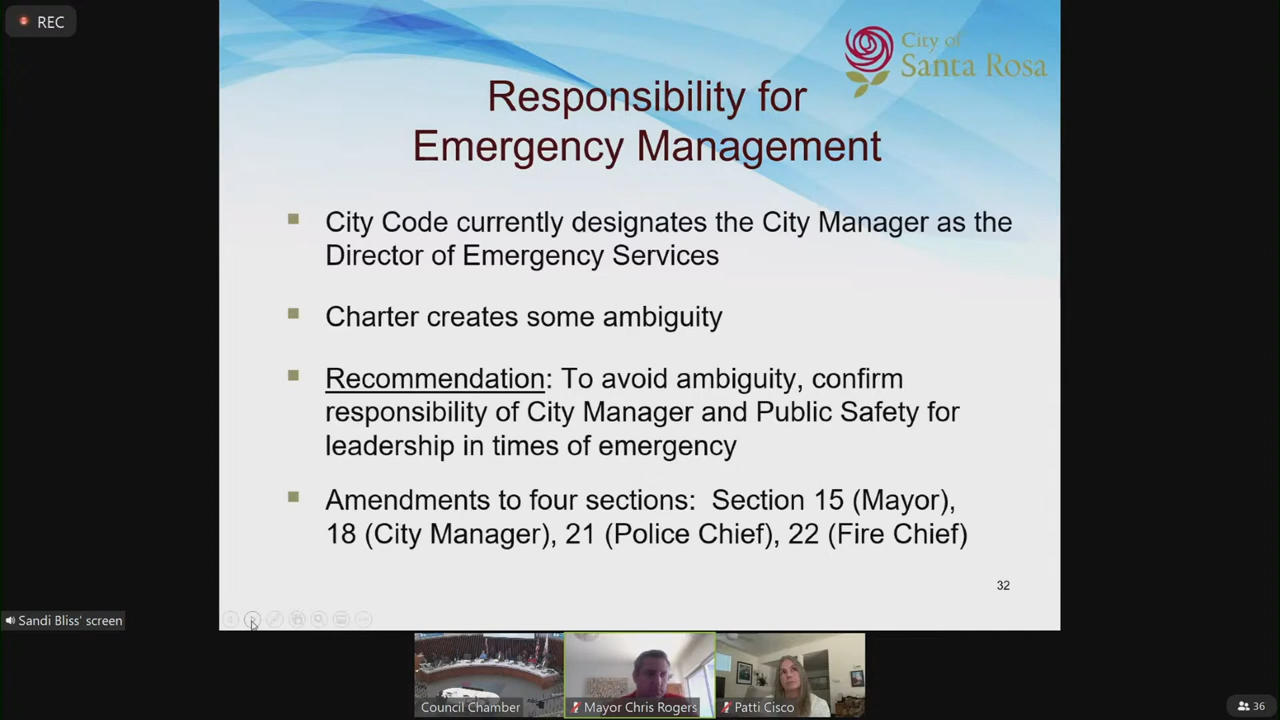 REC
City of
Santa Rosa
Responsibility for
Emergency Management
City Code currently designates the City Manager as the
Director of Emergency Services
Charter creates some ambiguity
Recommendation: To avoid ambiguity, confirm
responsibility of City Manager and Public Safety for
leadership in times of emergency
Amendments to four sections:  Section 15 (Mayor),
18 (City Manager), 21 (Police Chief), 22 (Fire Chief)
32
Sandi Bliss' screen
Council Chamber
Mayor Chris Rogers
Patti Cisco
36